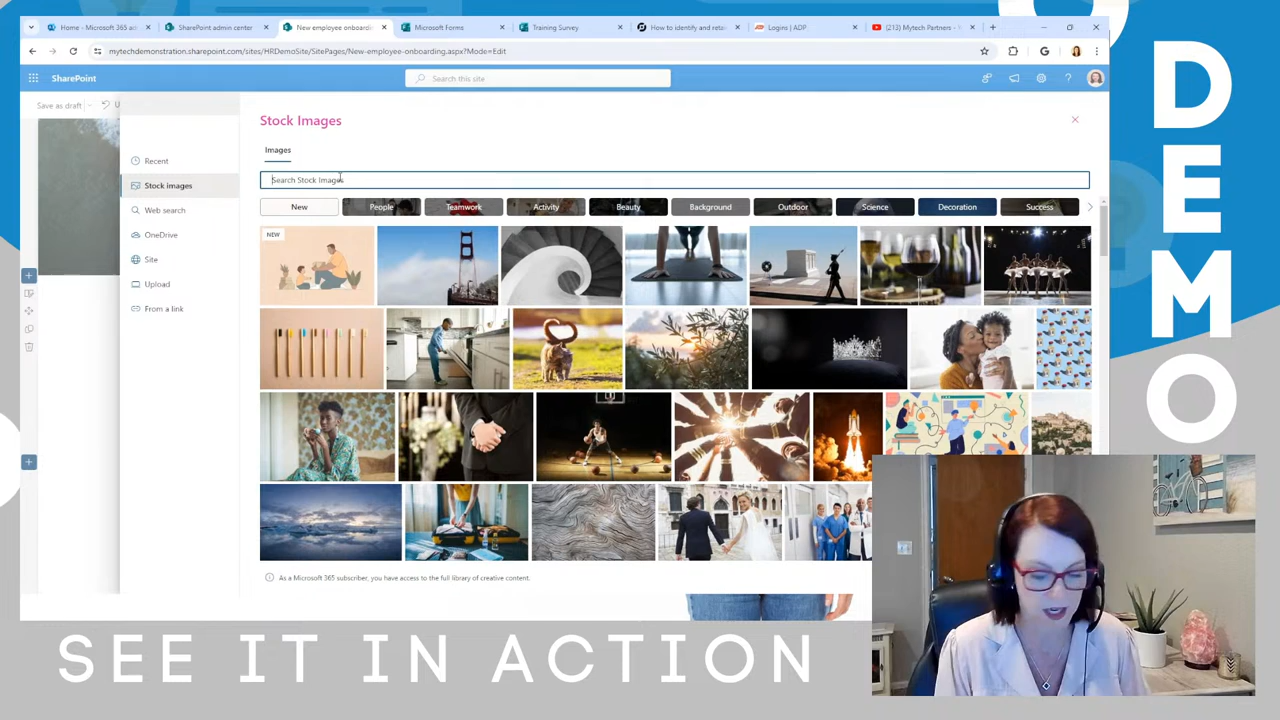 Home - Microsoft 365 ad
SharePoint admin center
New employee onboardin
Microsoft Forms
Training Survey
How to identify and reta
Logins | ADP
(213) Mytech Partners -
mytechdemonstration.sharepoint.com/sites/HRDemoSite/SitePages/New-employee-onboarding.aspx?Mode=Edit
SharePoint
Search this site
Save as draft
U
Stock Images
Images
Recent
Stock images
Web search
OneDrive
Site
Upload
From a link
Search Stock Images
New
People
Teamwork
Activity
Beauty
Background
Outdoor
Science
Decoration
Success
NEW
As a Microsoft 365 subscriber, you have access to the full library of creative content.
DEMO
SEE IT IN ACTION